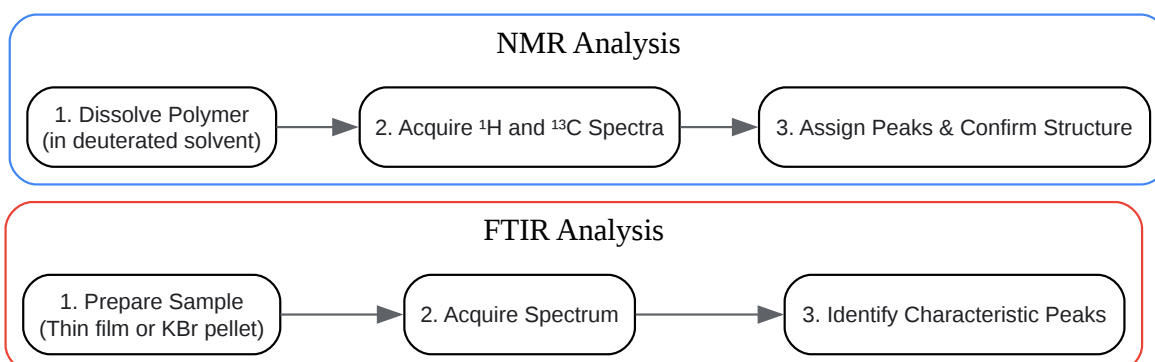 NMR Analysis
1. Dissolve Polymer
(in deuterated solvent)
2. Acquire ¹H and ¹³C Spectra
3. Assign Peaks & Confirm Structure
FTIR Analysis
1. Prepare Sample
(Thin film or KBr pellet)
2. Acquire Spectrum
3. Identify Characteristic Peaks